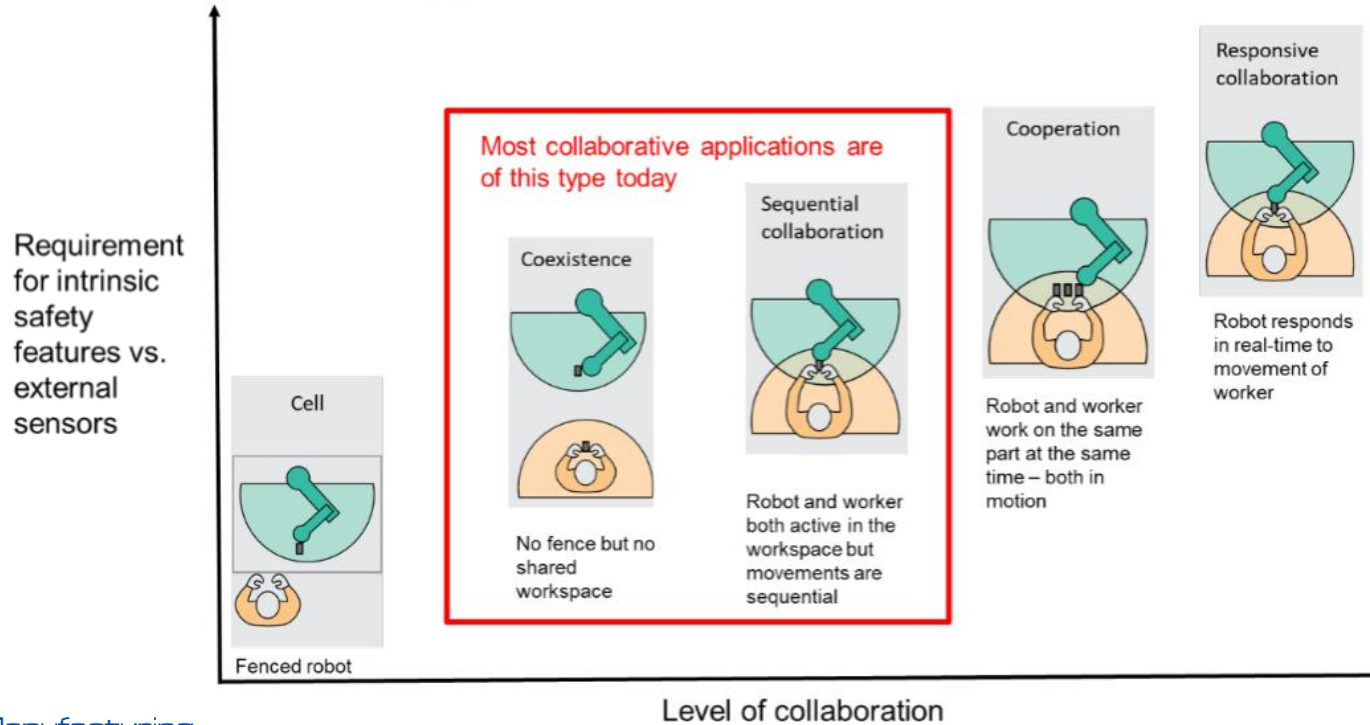 Requirement
for intrinsic
safety
features vs.
external
sensors
Cell
Fenced robot
Most collaborative applications are
of this type today
Coexistence
No fence but no
shared
workspace
Sequential
collaboration
Robot and worker
both active in the
workspace but
movements are
sequential
Cooperation
Robot and worker
work on the same
part at the same
time – both in
motion
Responsive
collaboration
Robot responds
in real-time to
movement of
worker
Level of collaboration